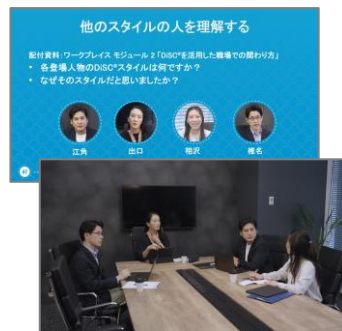 他のスタイルの人を理解する
配付資料:ワークプレイス モジュール 2 「DiSC®を活用した職場での関わり方」
• 各登場人物のDiSC®スタイルは何ですか?
• なぜそのスタイルだと思いましたか?
江角 出口 相沢 椎名